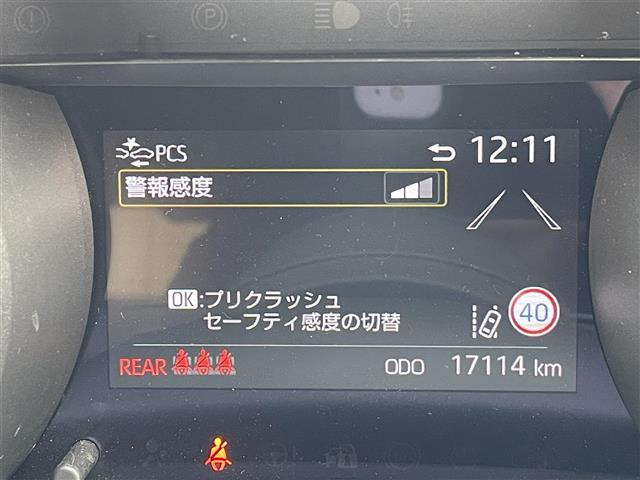 PCS
12:11
警報感度
OK:プリクラッシュ
セーフティ感度の切替
40
REAR
ODO 17114 km